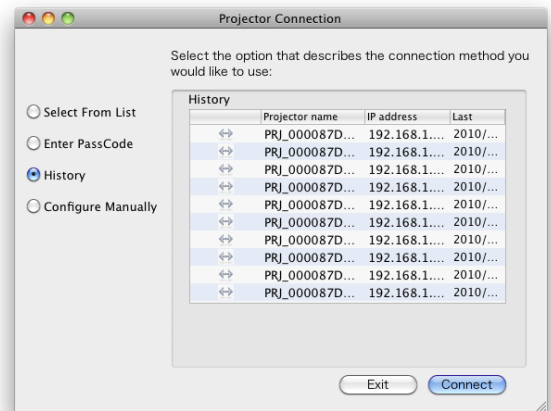 Projector Connection
Select the option that describes the connection method you
would like to use:
Select From List
Enter PassCode
History
Configure Manually
History
Projector name IP address Last
PRJ_000087D... 192.168.1.... 2010/...
PRJ_000087D... 192.168.1.... 2010/...
PRJ_000087D... 192.168.1.... 2010/...
PRJ_000087D... 192.168.1.... 2010/...
PRJ_000087D... 192.168.1.... 2010/...
PRJ_000087D... 192.168.1.... 2010/...
PRJ_000087D... 192.168.1.... 2010/...
PRJ_000087D... 192.168.1.... 2010/...
PRJ_000087D... 192.168.1.... 2010/...
PRJ_000087D... 192.168.1.... 2010/...
Exit Connect